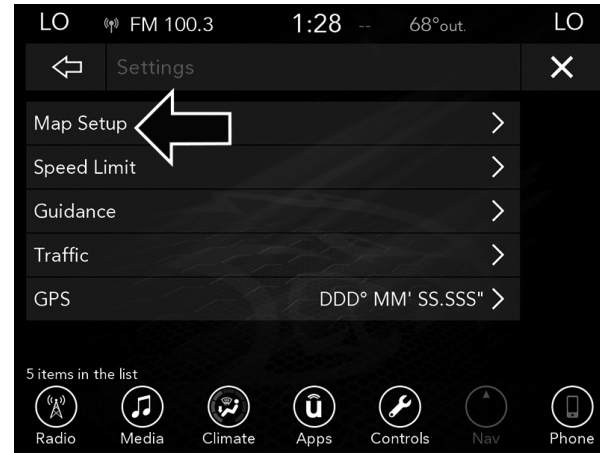 LO FM 100.3 1:28 -- 68°out. LO
Settings
Map Setup
Speed Limit
Guidance
Traffic
GPS DDD° MM' SS.SSS"
5 items in the list
û
Radio Media Climate Apps Controls Nav Phone